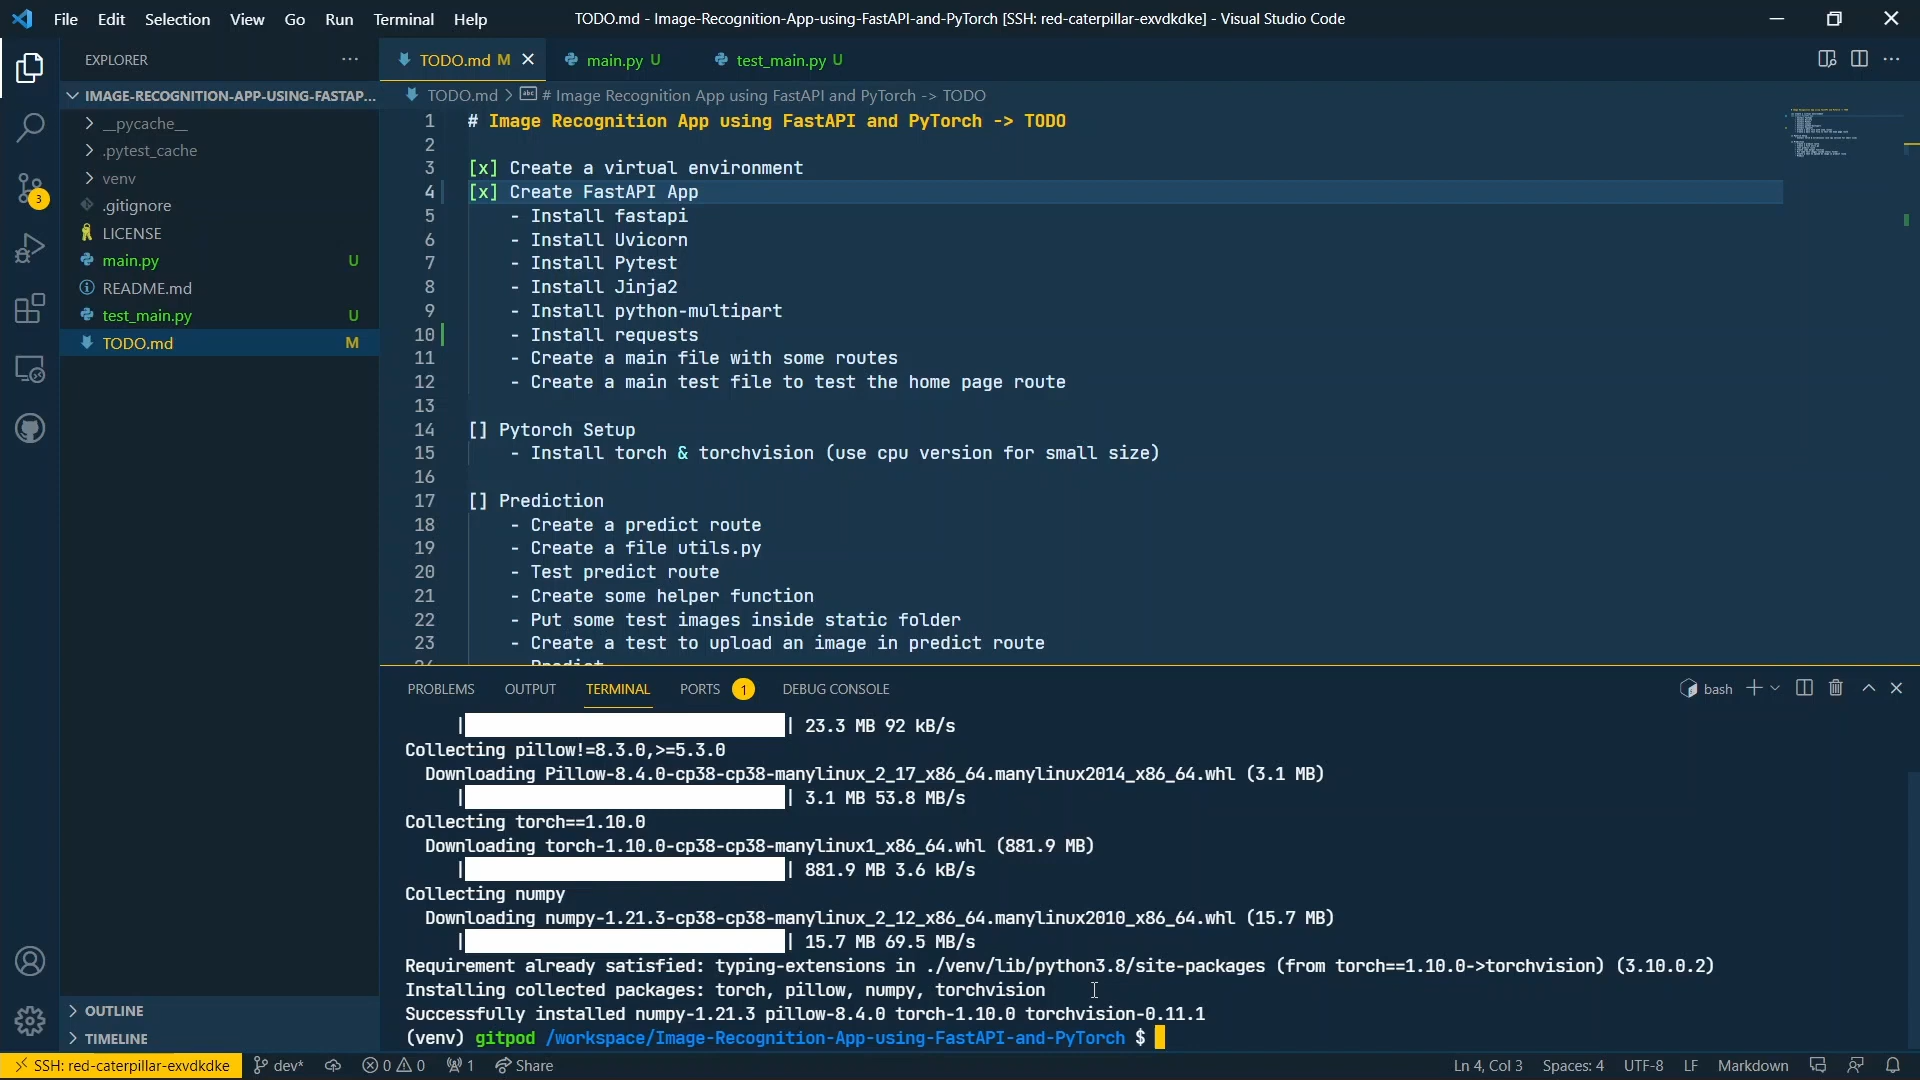 File Edit Selection View Go Run Terminal Help TODO.md - Image-Recognition-App-using-FastAPI-and-PyTorch [SSH: red-caterpillar-exvdkdke] - Visual Studio Code
EXPLORER
TODO.md M main.py U test_main.py U
IMAGE-RECOGNITION-APP-USING-FASTAP...
TODO.md > # Image Recognition App using FastAPI and PyTorch -> TODO
__pycache__
.pytest_cache
venv
.gitignore
LICENSE
main.py U
README.md
test_main.py U
TODO.md M
3
1 # Image Recognition App using FastAPI and PyTorch -> TODO
2
3 [x] Create a virtual environment
4 [x] Create FastAPI App
5 - Install fastapi
6 - Install Uvicorn
7 - Install Pytest
8 - Install Jinja2
9 - Install python-multipart
10 - Install requests
11 - Create a main file with some routes
12 - Create a main test file to test the home page route
13
14 [] Pytorch Setup
15 - Install torch & torchvision (use cpu version for small size)
16
17 [] Prediction
18 - Create a predict route
19 - Create a file utils.py
20 - Test predict route
21 - Create some helper function
22 - Put some test images inside static folder
23 - Create a test to upload an image in predict route
24 - Predict
PROBLEMS OUTPUT TERMINAL PORTS 1 DEBUG CONSOLE bash
| | 23.3 MB 92 kB/s
Collecting pillow!=8.3.0,>=5.3.0
Downloading Pillow-8.4.0-cp38-cp38-manylinux_2_17_x86_64.manylinux2014_x86_64.whl (3.1 MB)
| | 3.1 MB 53.8 MB/s
Collecting torch==1.10.0
Downloading torch-1.10.0-cp38-cp38-manylinux1_x86_64.whl (881.9 MB)
| | 881.9 MB 3.6 kB/s
Collecting numpy
Downloading numpy-1.21.3-cp38-cp38-manylinux_2_12_x86_64.manylinux2010_x86_64.whl (15.7 MB)
| | 15.7 MB 69.5 MB/s
Requirement already satisfied: typing-extensions in ./venv/lib/python3.8/site-packages (from torch==1.10.0->torchvision) (3.10.0.2)
Installing collected packages: torch, pillow, numpy, torchvision
Successfully installed numpy-1.21.3 pillow-8.4.0 torch-1.10.0 torchvision-0.11.1
(venv) gitpod /workspace/Image-Recognition-App-using-FastAPI-and-PyTorch $
OUTLINE
TIMELINE
SSH: red-caterpillar-exvdkdke dev* 0 0 1 Share Ln 4, Col 3 Spaces: 4 UTF-8 LF Markdown